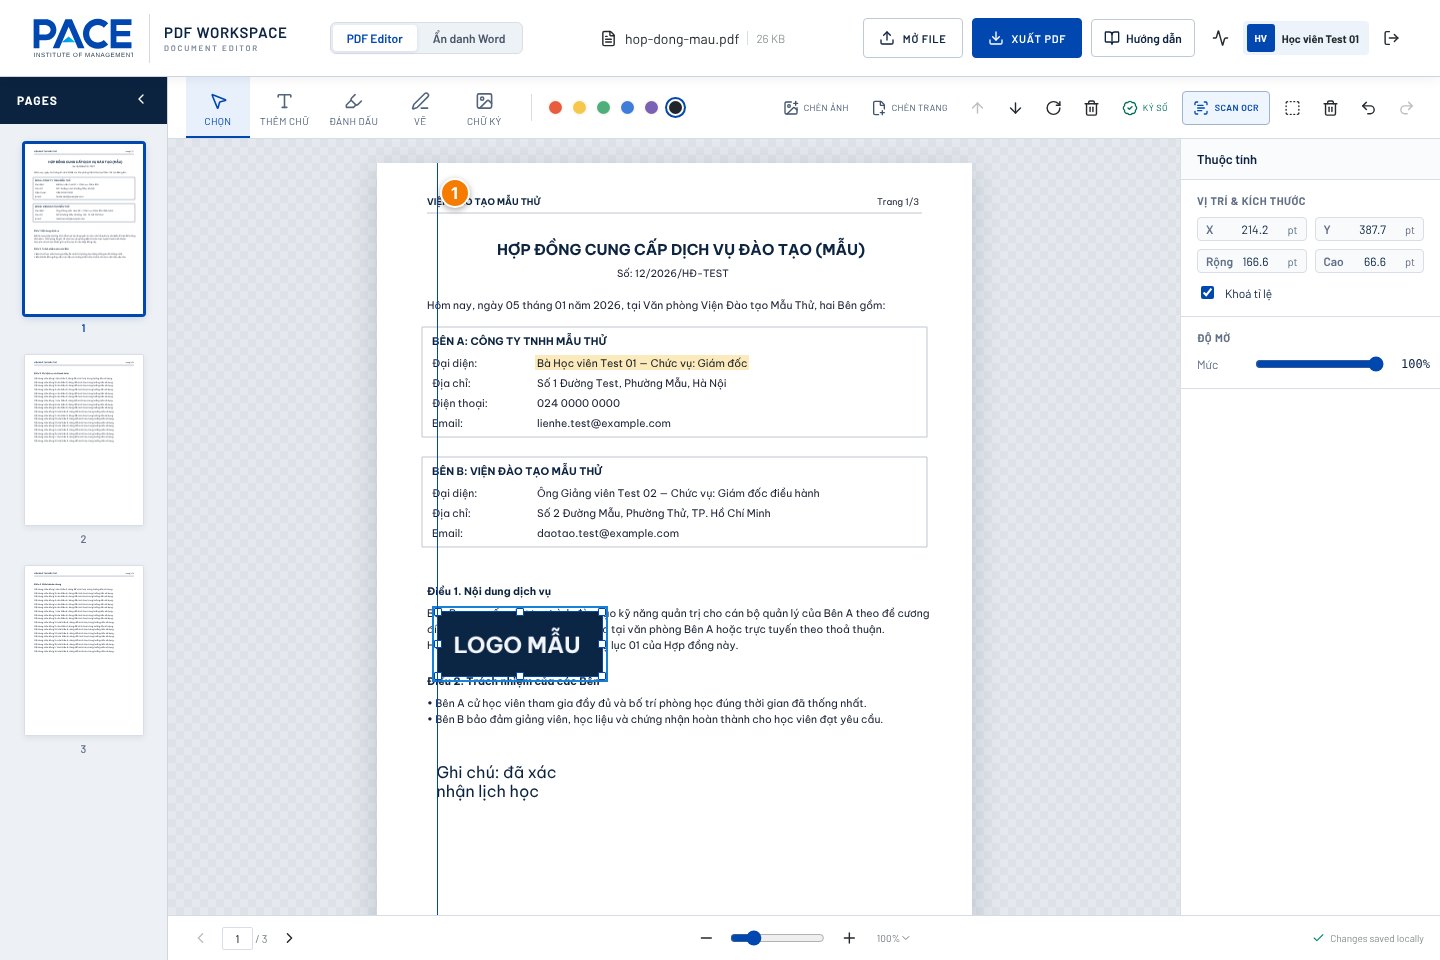 PACE
INSTITUTE OF MANAGEMENT
PDF WORKSPACE
DOCUMENT EDITOR
PDF Editor
Ẩn danh Word
hop-dong-mau.pdf
26 KB
MỞ FILE
XUẤT PDF
Hướng dẫn
HV
Học viên Test 01
PAGES
CHỌN
THÊM CHỮ
ĐÁNH DẤU
VẼ
CHỮ KÝ
CHÈN ẢNH
CHÈN TRANG
KÝ SỐ
SCAN OCR
1
2
3
1
TẠO MẪU THỬ
Trang 1/3
HỢP ĐỒNG CUNG CẤP DỊCH VỤ ĐÀO TẠO (MẪU)
Số: 12/2026/HĐ-TEST
Hôm nay, ngày 05 tháng 01 năm 2026, tại Văn phòng Viện Đào tạo Mẫu Thử, hai Bên gồm:
BÊN A: CÔNG TY TNHH MẪU THỬ
Đại diện: Bà Học viên Test 01 — Chức vụ: Giám đốc
Địa chỉ: Số 1 Đường Test, Phường Mẫu, Hà Nội
Điện thoại: 024 0000 0000
Email: lienhe.test@example.com
BÊN B: VIỆN ĐÀO TẠO MẪU THỬ
Đại diện: Ông Giảng viên Test 02 — Chức vụ: Giám đốc điều hành
Địa chỉ: Số 2 Đường Mẫu, Phường Thử, TP. Hồ Chí Minh
Email: daotao.test@example.com
Điều 1. Nội dung dịch vụ
kỹ năng quản trị cho cán bộ quản lý của Bên A theo đề cương
tại văn phòng Bên A hoặc trực tuyến theo thoả thuận.
lục 01 của Hợp đồng này.
LOGO MẪU
Điều 2. Trách nhiệm của các Bên
• Bên A cử học viên tham gia đầy đủ và bố trí phòng học đúng thời gian đã thống nhất.
• Bên B bảo đảm giảng viên, học liệu và chứng nhận hoàn thành cho học viên đạt yêu cầu.
Ghi chú: đã xác
nhận lịch học
Thuộc tính
VỊ TRÍ & KÍCH THƯỚC
X 214.2 pt
Y 387.7 pt
Rộng 166.6 pt
Cao 66.6 pt
Khoá tỉ lệ
ĐỘ MỜ
Mức 100%
1 / 3
100%
Changes saved locally